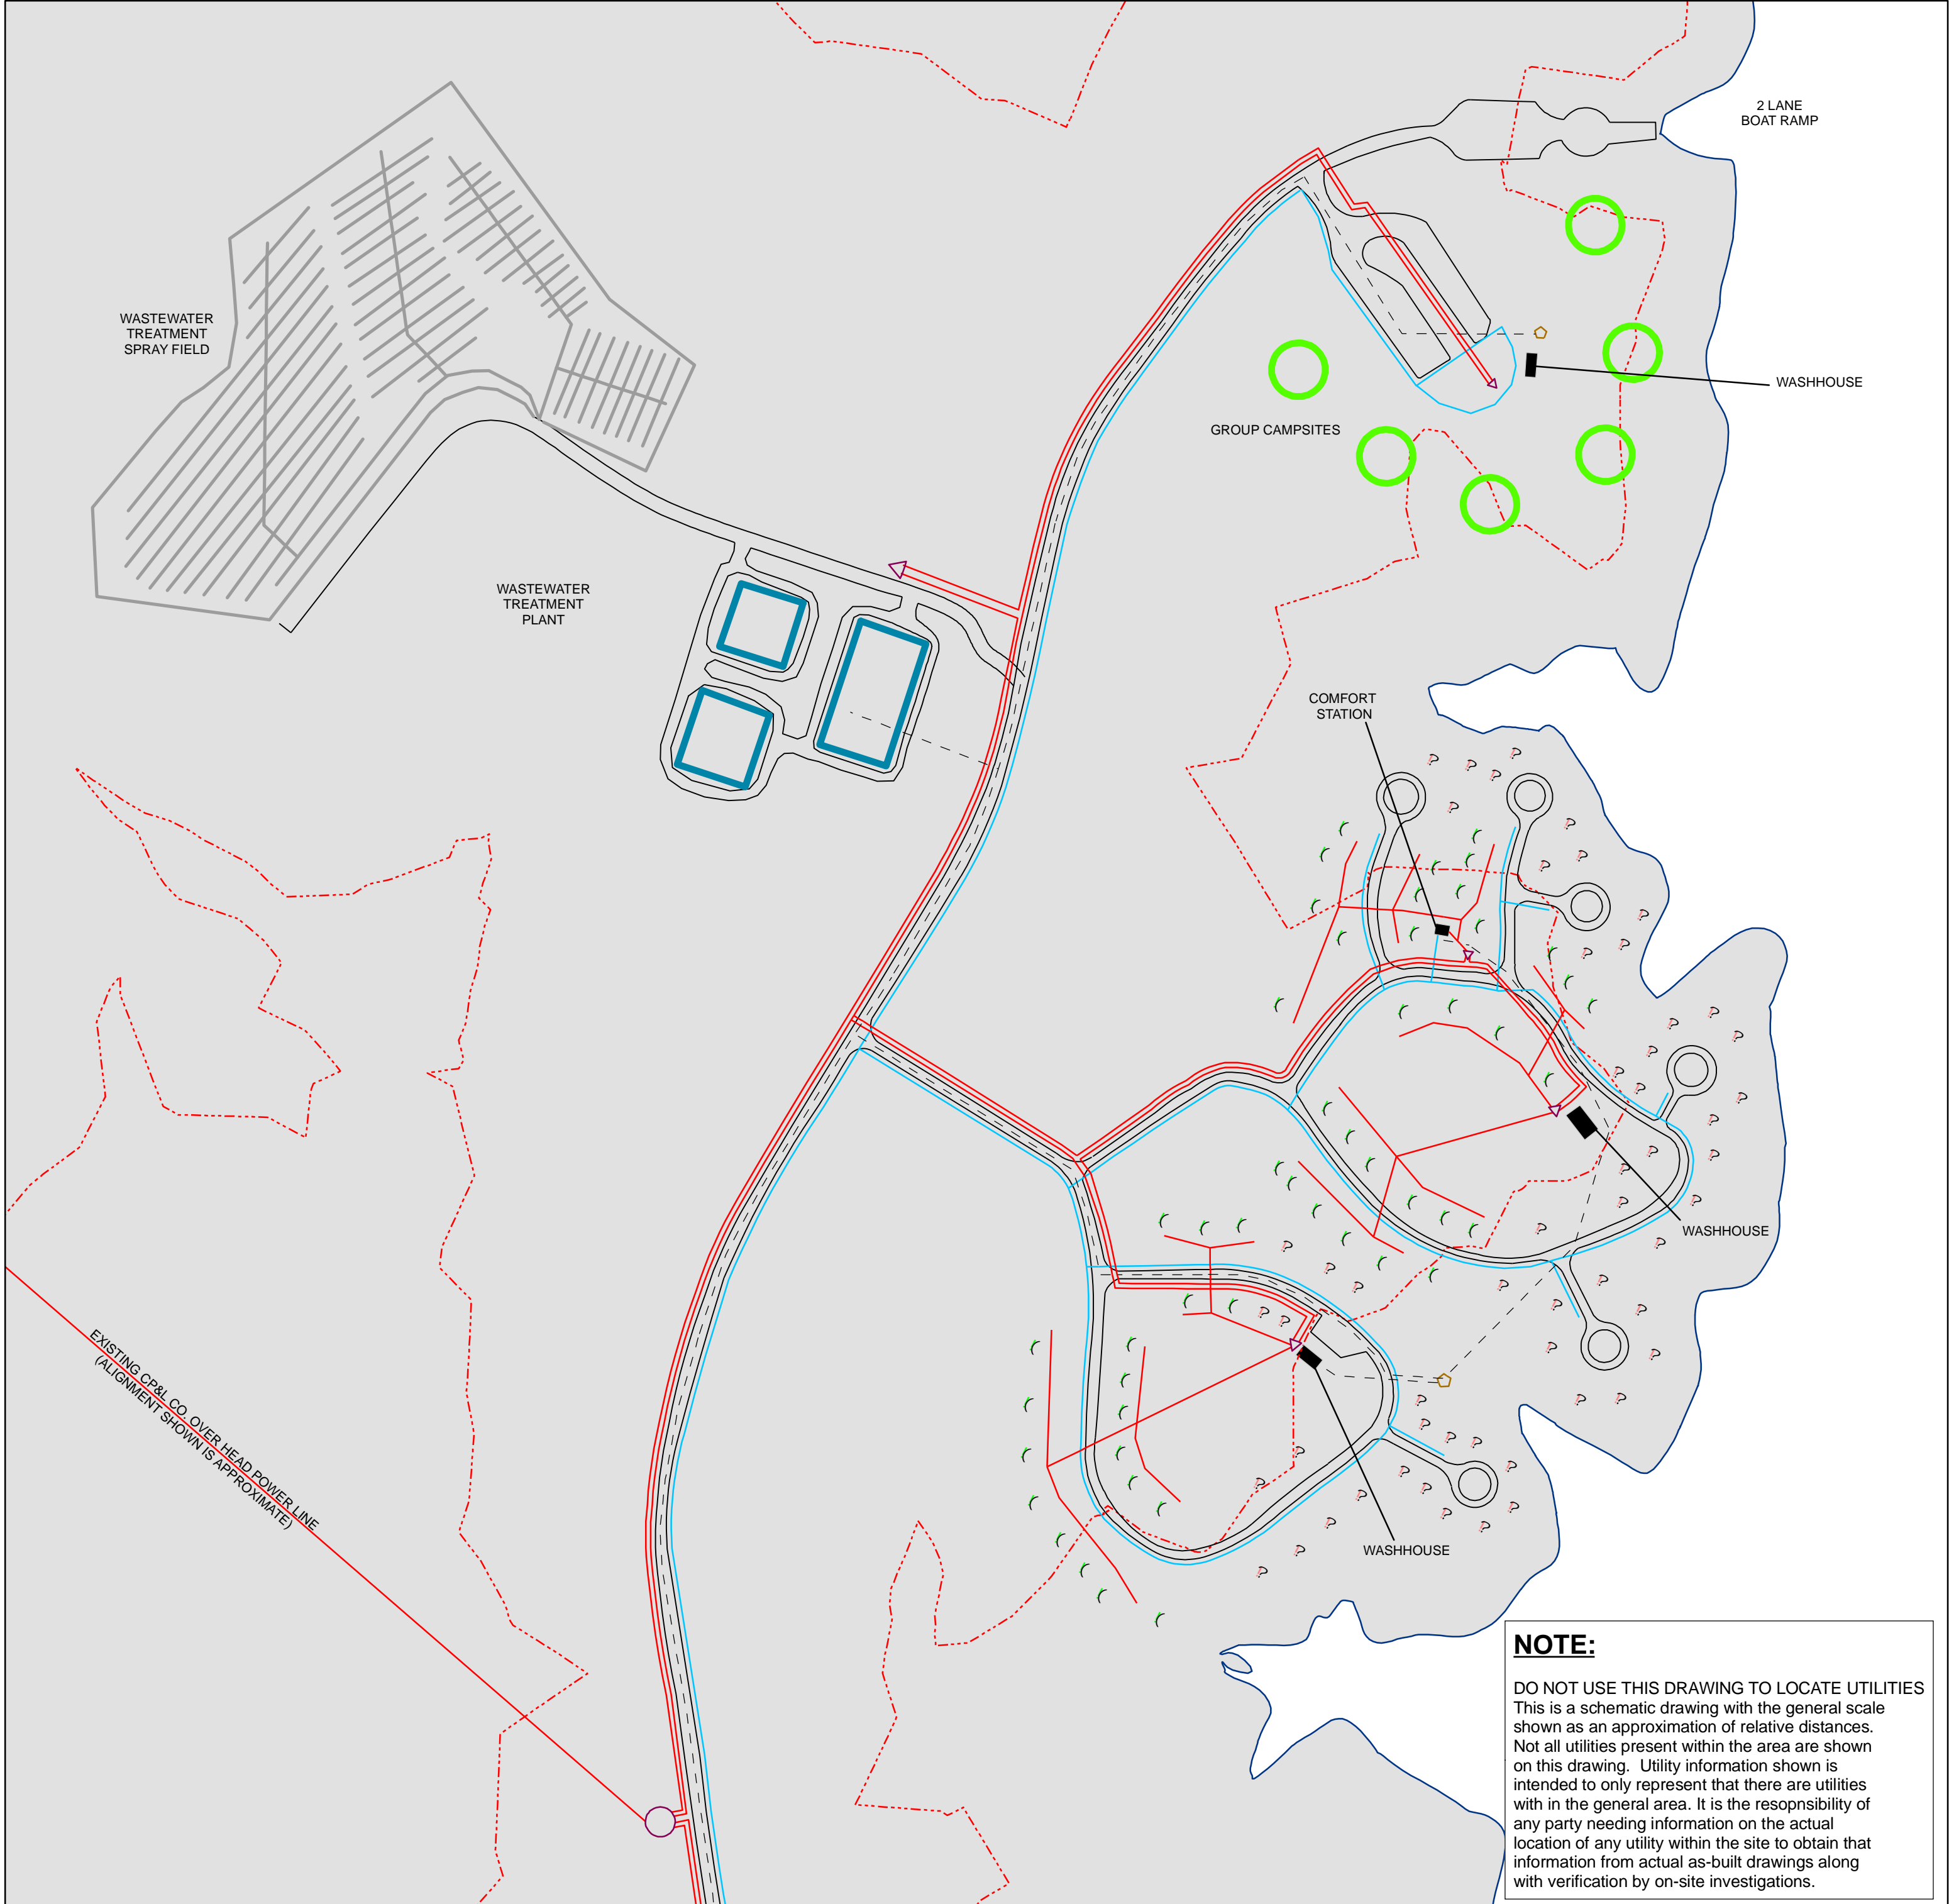 2 LANE
BOAT RAMP
WASTEWATER
TREATMENT
SPRAY FIELD
WASHHOUSE
GROUP CAMPSITES
WASTEWATER
TREATMENT
PLANT
COMFORT
STATION
WASHHOUSE
EXISTING CP&L CO. OVER HEAD POWER LINE
(ALIGNMENT SHOWN IS APPROXIMATE)
WASHHOUSE
NOTE:
DO NOT USE THIS DRAWING TO LOCATE UTILITIES
This is a schematic drawing with the general scale
shown as an approximation of relative distances.
Not all utilities present within the area are shown
on this drawing.  Utility information shown is
intended to only represent that there are utilities
with in the general area. It is the resopnsibility of
any party needing information on the actual
location of any utility within the site to obtain that
information from actual as-built drawings along
with verification by on-site investigations.